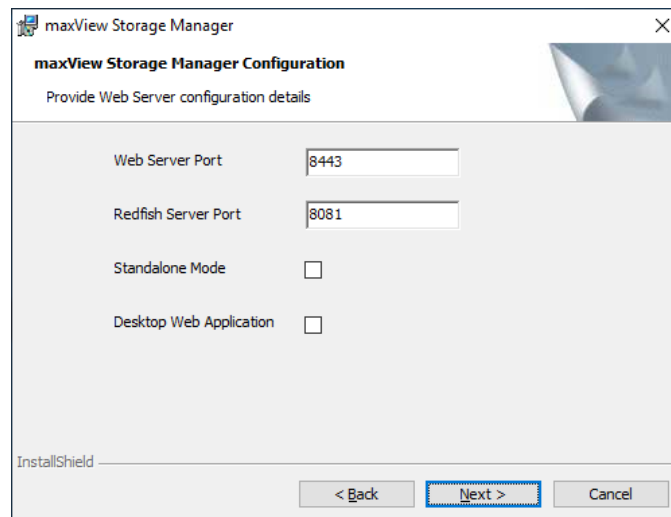 maxView Storage Manager
maxView Storage Manager Configuration
Provide Web Server configuration details
Web Server Port 8443
Redfish Server Port 8081
Standalone Mode
Desktop Web Application
InstallShield
< Back Next > Cancel